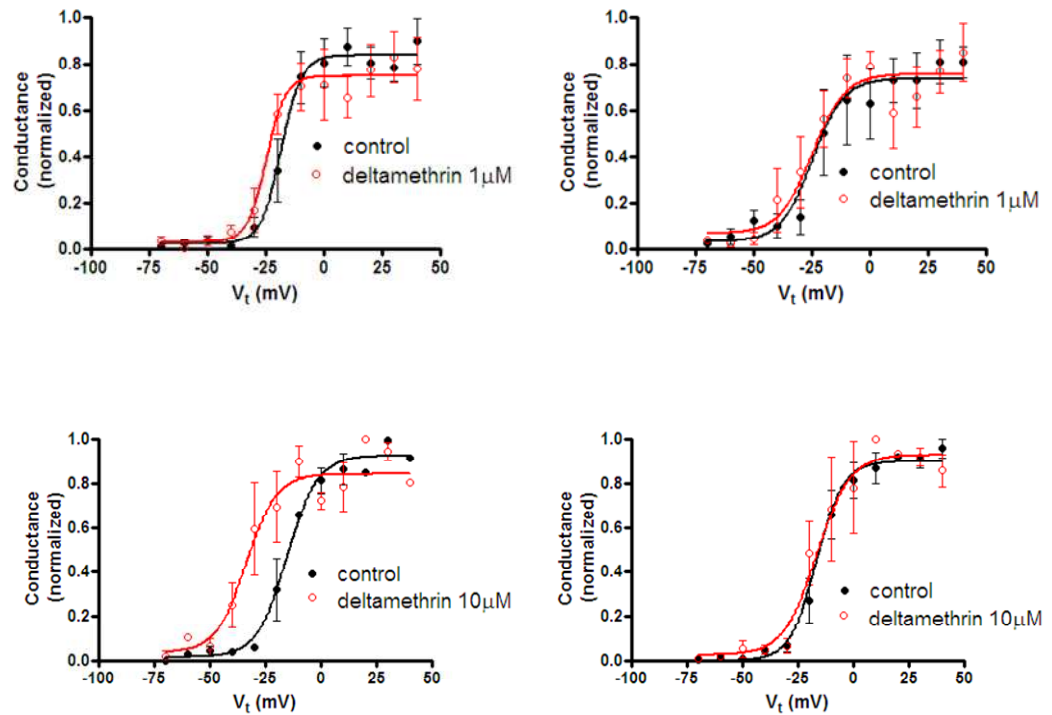 Conductance
(normalized)
1.0
0.8
0.6
0.4
0.2
0.0
-100
-75
-50
-25
0
25
50
Vt (mV)
control
deltamethrin 1µM
Conductance
(normalized)
1.0
0.8
0.6
0.4
0.2
0.0
-100
-75
-50
-25
0
25
50
Vt (mV)
control
deltamethrin 1µM
Conductance
(normalized)
1.0
0.8
0.6
0.4
0.2
0.0
-100
-75
-50
-25
0
25
50
Vt (mV)
control
deltamethrin 10µM
Conductance
(normalized)
1.0
0.8
0.6
0.4
0.2
0.0
-100
-75
-50
-25
0
25
50
Vt (mV)
control
deltamethrin 10µM